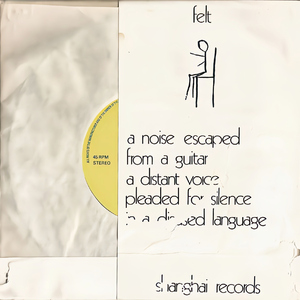 felt
a noise escaped
from a guitar
a distant voice
pleaded for silence
in a language
shanghai records
45 RPM
STEREO